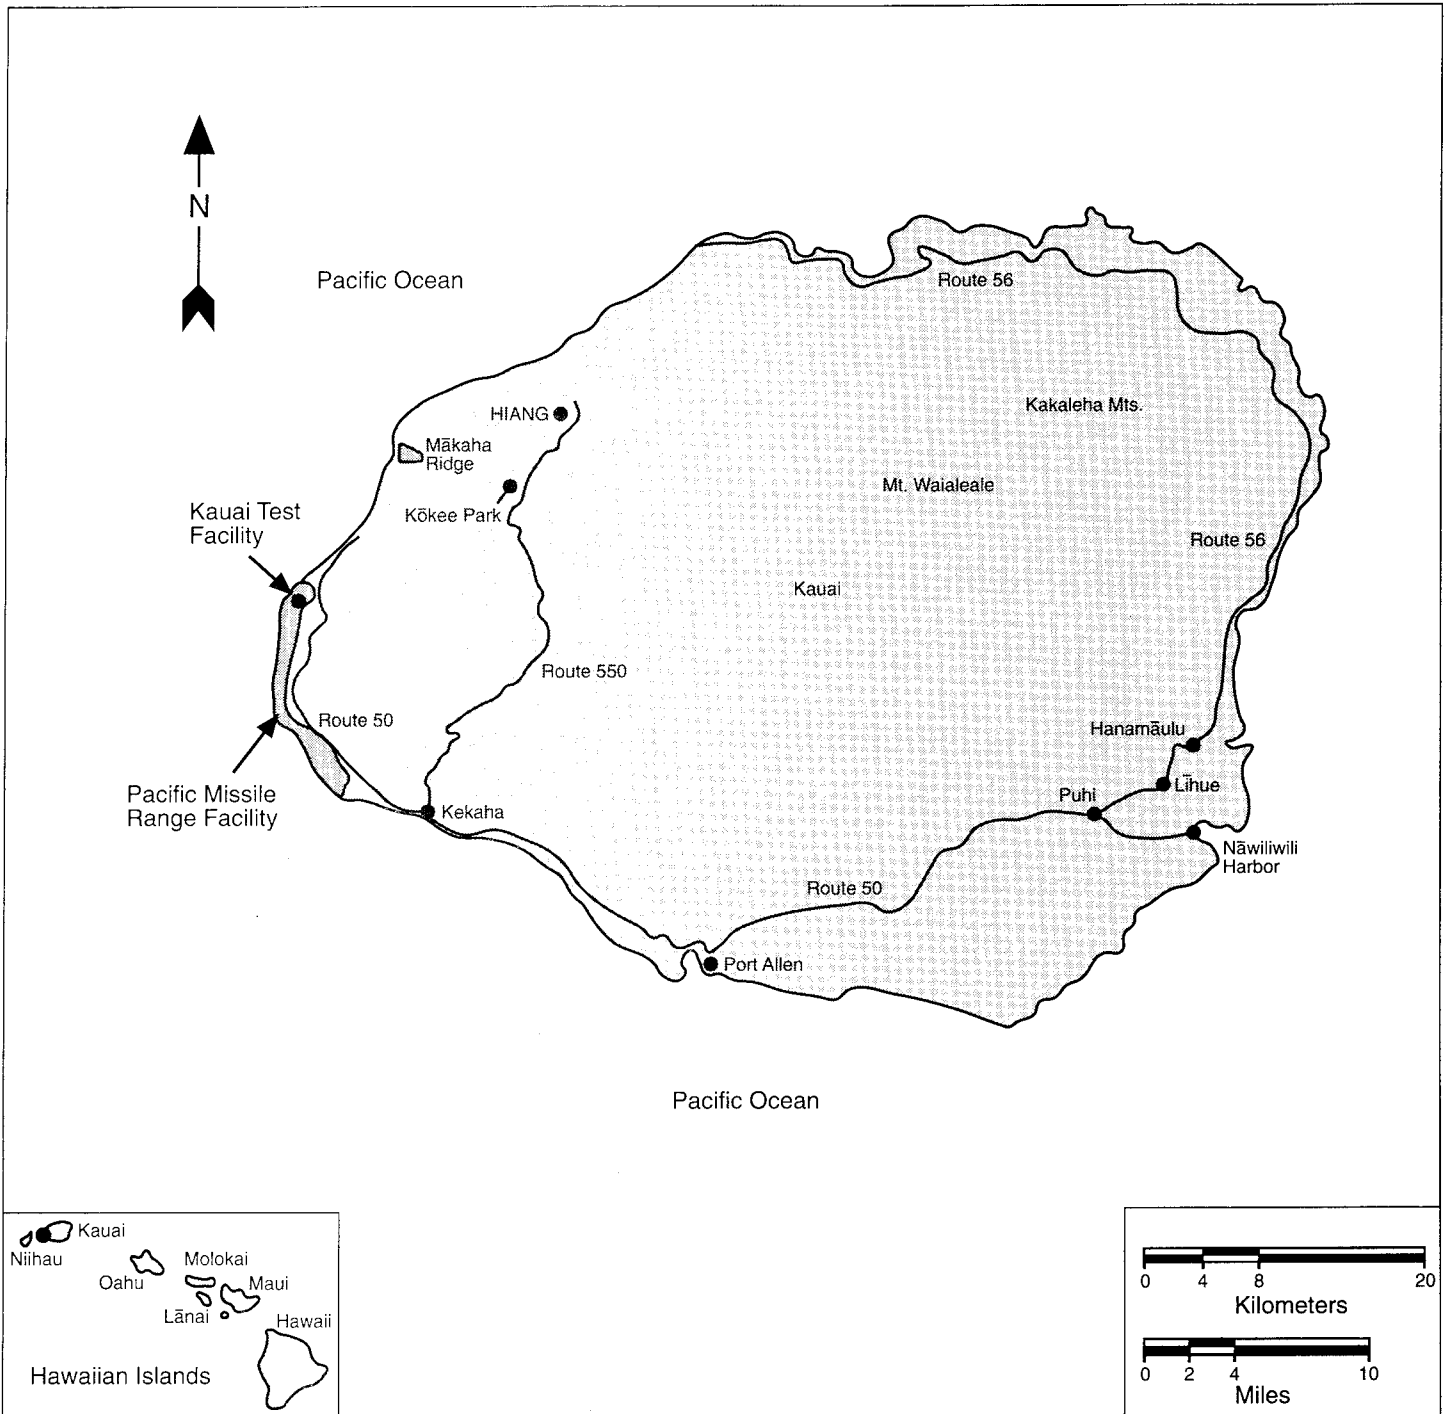 N
Pacific Ocean
Route 56
HIANG
Kakaleha Mts.
Mākaha
Ridge
Mt. Waialeale
Kōkee Park
Kauai Test
Facility
Route 56
Kauai
Route 550
Route 50
Hanamāulu
Līhue
Puhi
Pacific Missile
Range Facility
Kekaha
Nāwiliwili
Harbor
Route 50
Port Allen
Pacific Ocean
Kauai
Niihau
Molokai
Oahu
Maui
Lānai
Hawaii
Hawaiian Islands
0 4 8 20
Kilometers
0 2 4 10
Miles